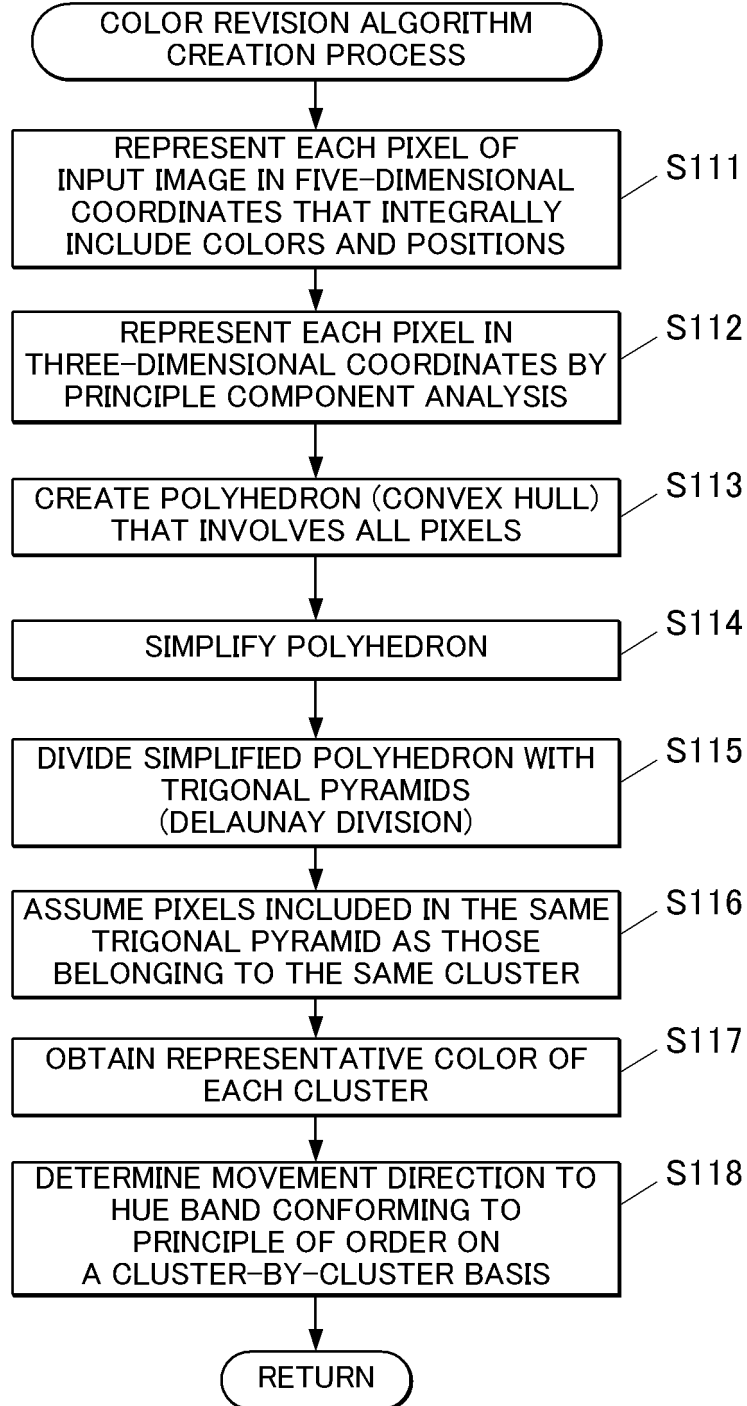 COLOR REVISION ALGORITHM
CREATION PROCESS
REPRESENT EACH PIXEL OF
INPUT IMAGE IN FIVE-DIMENSIONAL
COORDINATES THAT INTEGRALLY
INCLUDE COLORS AND POSITIONS
S111
REPRESENT EACH PIXEL IN
THREE-DIMENSIONAL COORDINATES BY
PRINCIPLE COMPONENT ANALYSIS
S112
CREATE POLYHEDRON (CONVEX HULL)
THAT INVOLVES ALL PIXELS
S113
SIMPLIFY POLYHEDRON
S114
DIVIDE SIMPLIFIED POLYHEDRON WITH
TRIGONAL PYRAMIDS
(DELAUNAY DIVISION)
S115
ASSUME PIXELS INCLUDED IN THE SAME
TRIGONAL PYRAMID AS THOSE
BELONGING TO THE SAME CLUSTER
S116
OBTAIN REPRESENTATIVE COLOR OF
EACH CLUSTER
S117
DETERMINE MOVEMENT DIRECTION TO
HUE BAND CONFORMING TO
PRINCIPLE OF ORDER ON
A CLUSTER-BY-CLUSTER BASIS
S118
RETURN